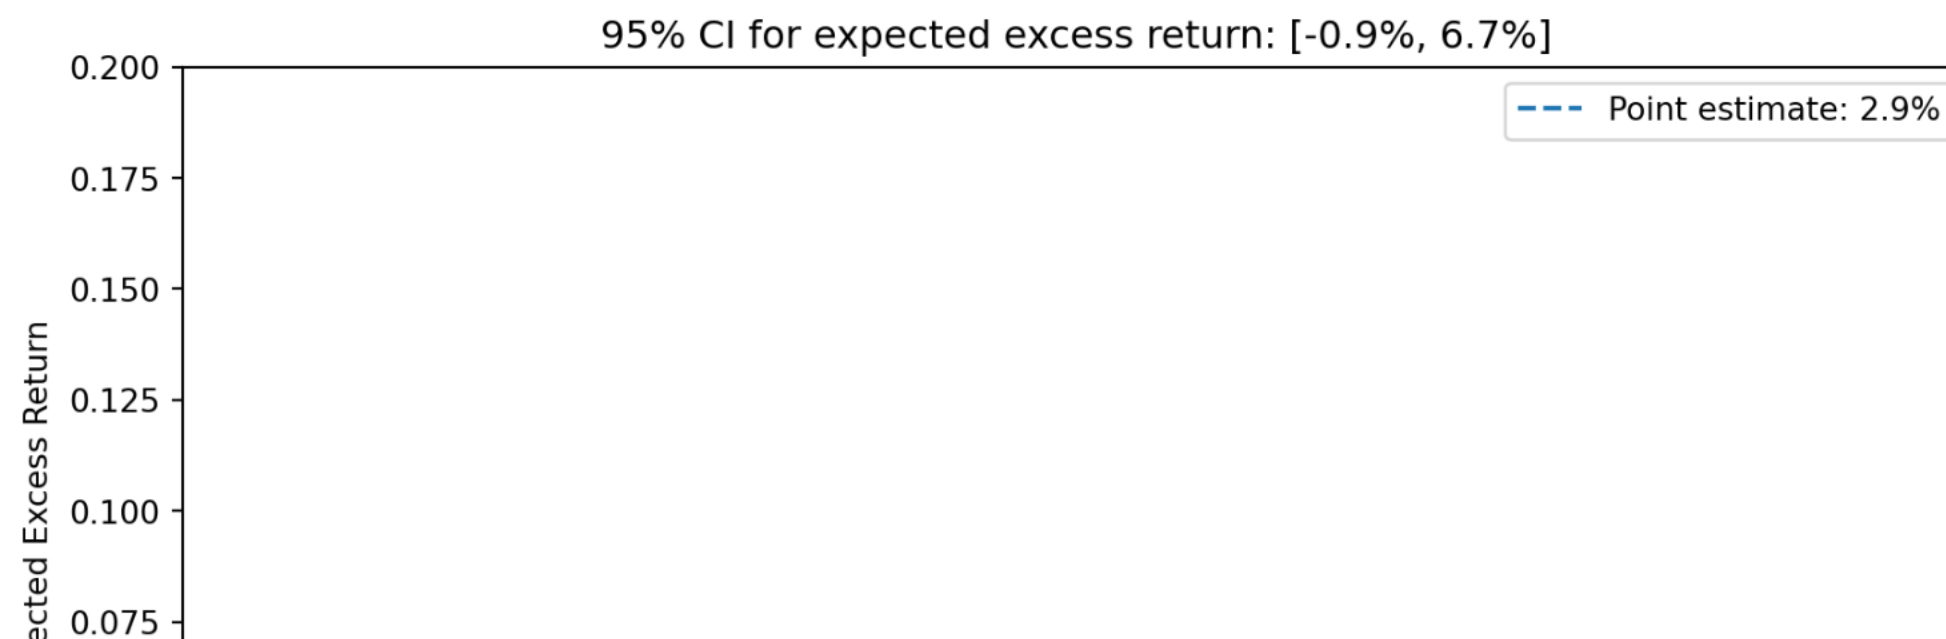 95% CI for expected excess return: [-0.9%, 6.7%]
Point estimate: 2.9%
0.200
0.175
0.150
0.125
0.100
0.075
Excess Return